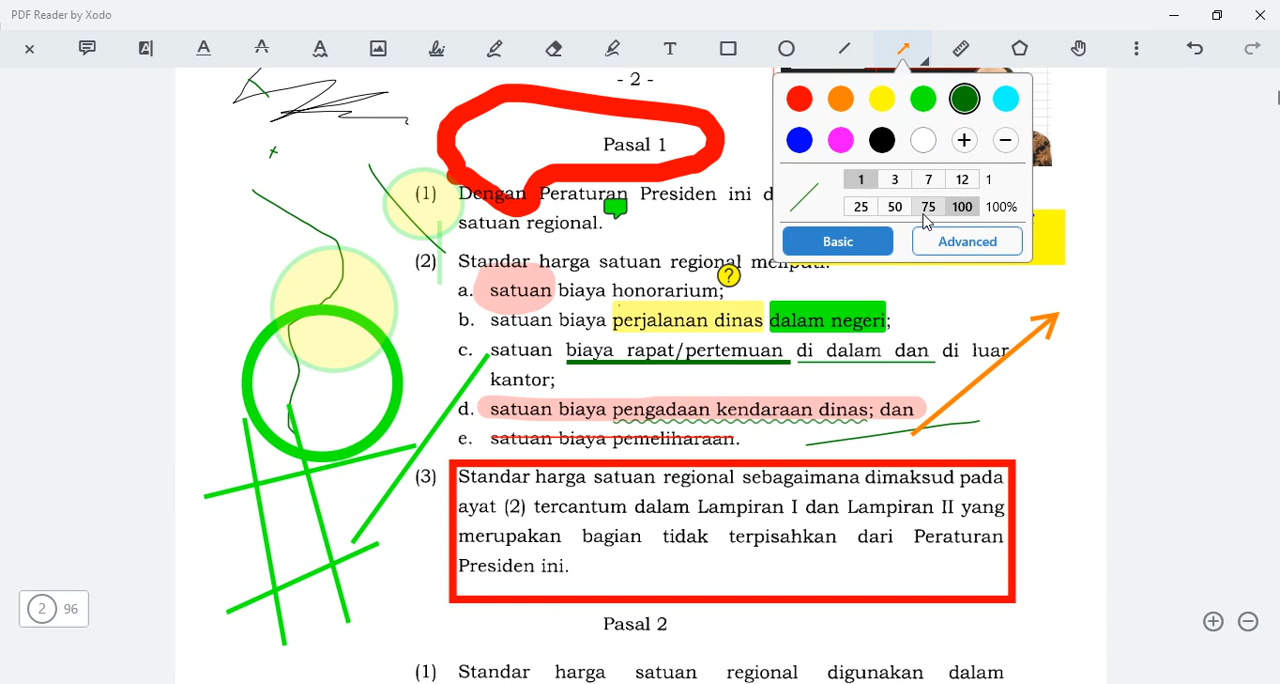 PDF Reader by Xodo
T
- 2 -
Pasal 1
(1) Dengan Peraturan Presiden ini d
satuan regional.
(2) Standar harga satuan regional meliputi:
a. satuan biaya honorarium;
b. satuan biaya perjalanan dinas dalam negeri;
c. satuan biaya rapat/pertemuan di dalam dan di luar
kantor;
d. satuan biaya pengadaan kendaraan dinas; dan
e. satuan biaya pemeliharaan.
(3) Standar harga satuan regional sebagaimana dimaksud pada
ayat (2) tercantum dalam Lampiran I dan Lampiran II yang
merupakan bagian tidak terpisahkan dari Peraturan
Presiden ini.
Pasal 2
(1) Standar harga satuan regional digunakan dalam
1 3 7 12 1
25 50 75 100 100%
Basic Advanced
?
2 96